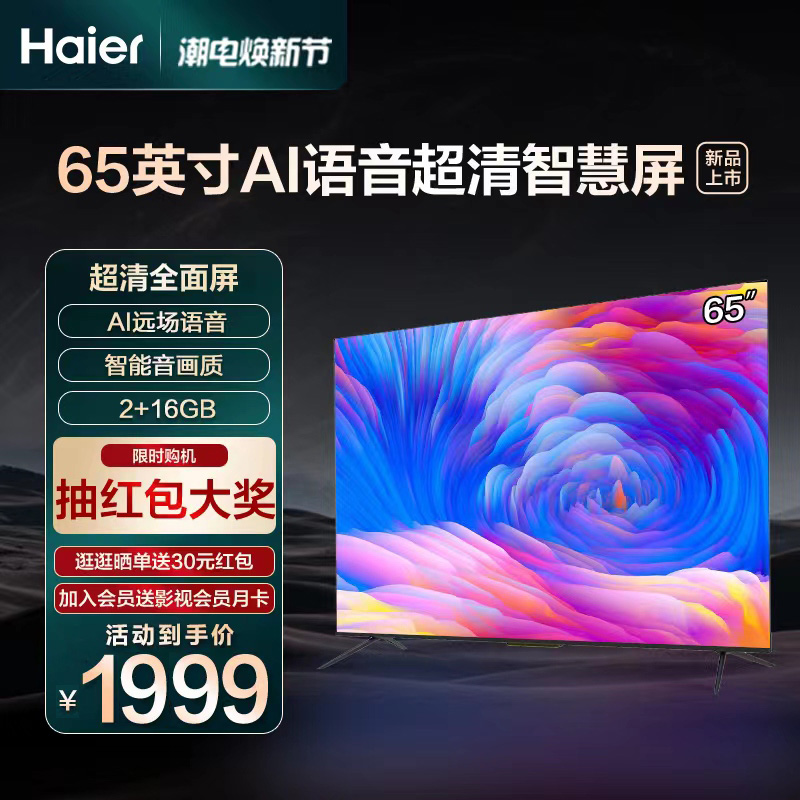 Haier 潮电焕新节
65英寸AI语音超清智慧屏 新品上市
超清全面屏
AI远场语音
智能音画质
2+16GB
限时购机
抽红包大奖
逛逛晒单送30元红包
加入会员送影视会员月卡
活动到手价
¥1999
65"